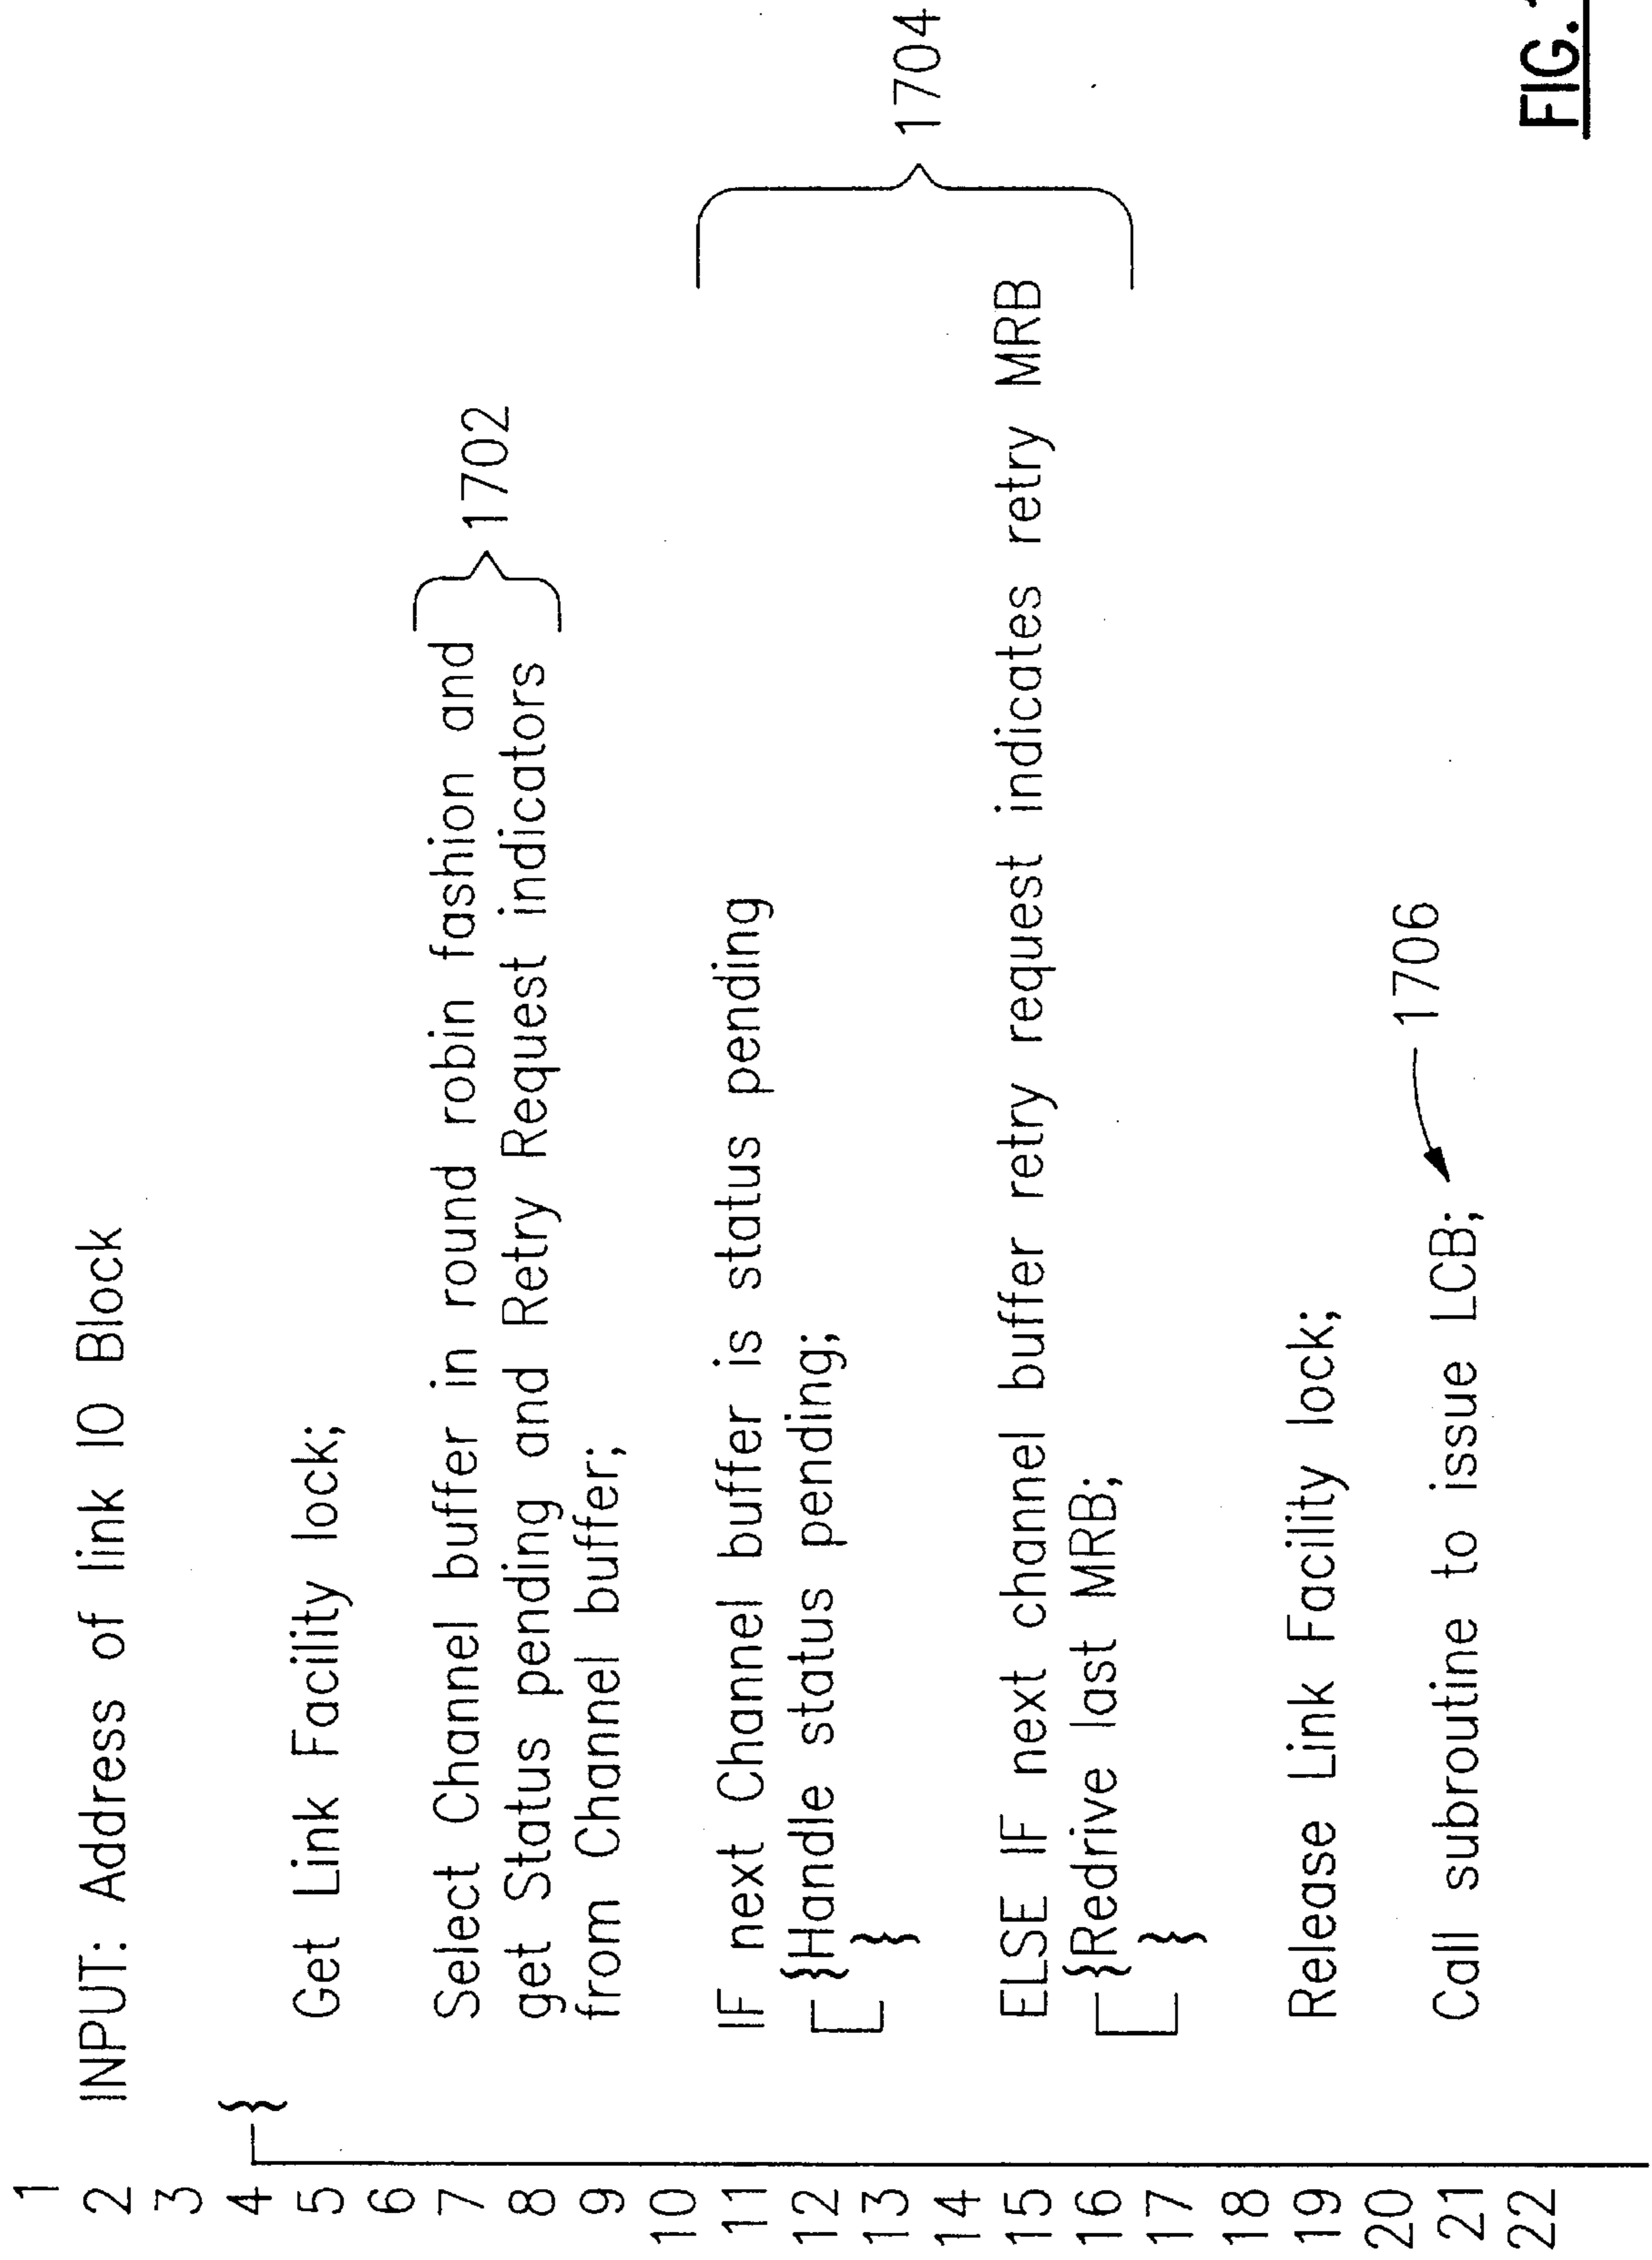 1
2 INPUT: Address of link IO Block
3
4 {
5 Get Link Facility lock;
6
7 Select Channel buffer in round robin fashion and
8 get Status pending and Retry Request indicators } 1702
9 from Channel buffer;
10
11 IF next Channel buffer is status pending
12 {Handle status pending;
13 }
14
15 ELSE IF next channel buffer retry request indicates retry MRB } 1704
16 {Redrive last MRB;
17 }
18
19 Release Link Facility lock;
20
21 Call subroutine to issue LCB; 1706
22
FIG.